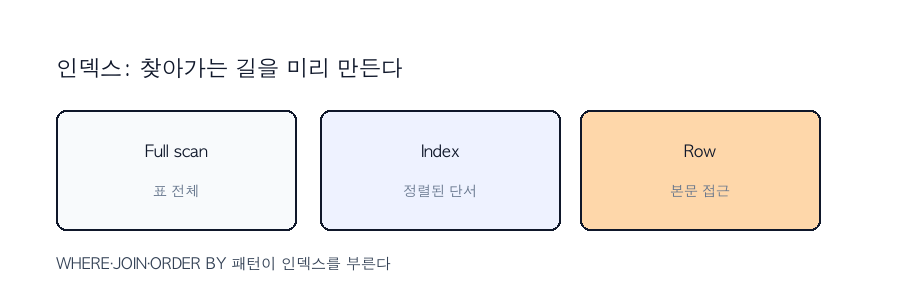 인덱스: 찾아가는 길을 미리 만든다
Full scan
표 전체
Index
정렬된 단서
Row
본문 접근
WHERE·JOIN·ORDER BY 패턴이 인덱스를 부른다